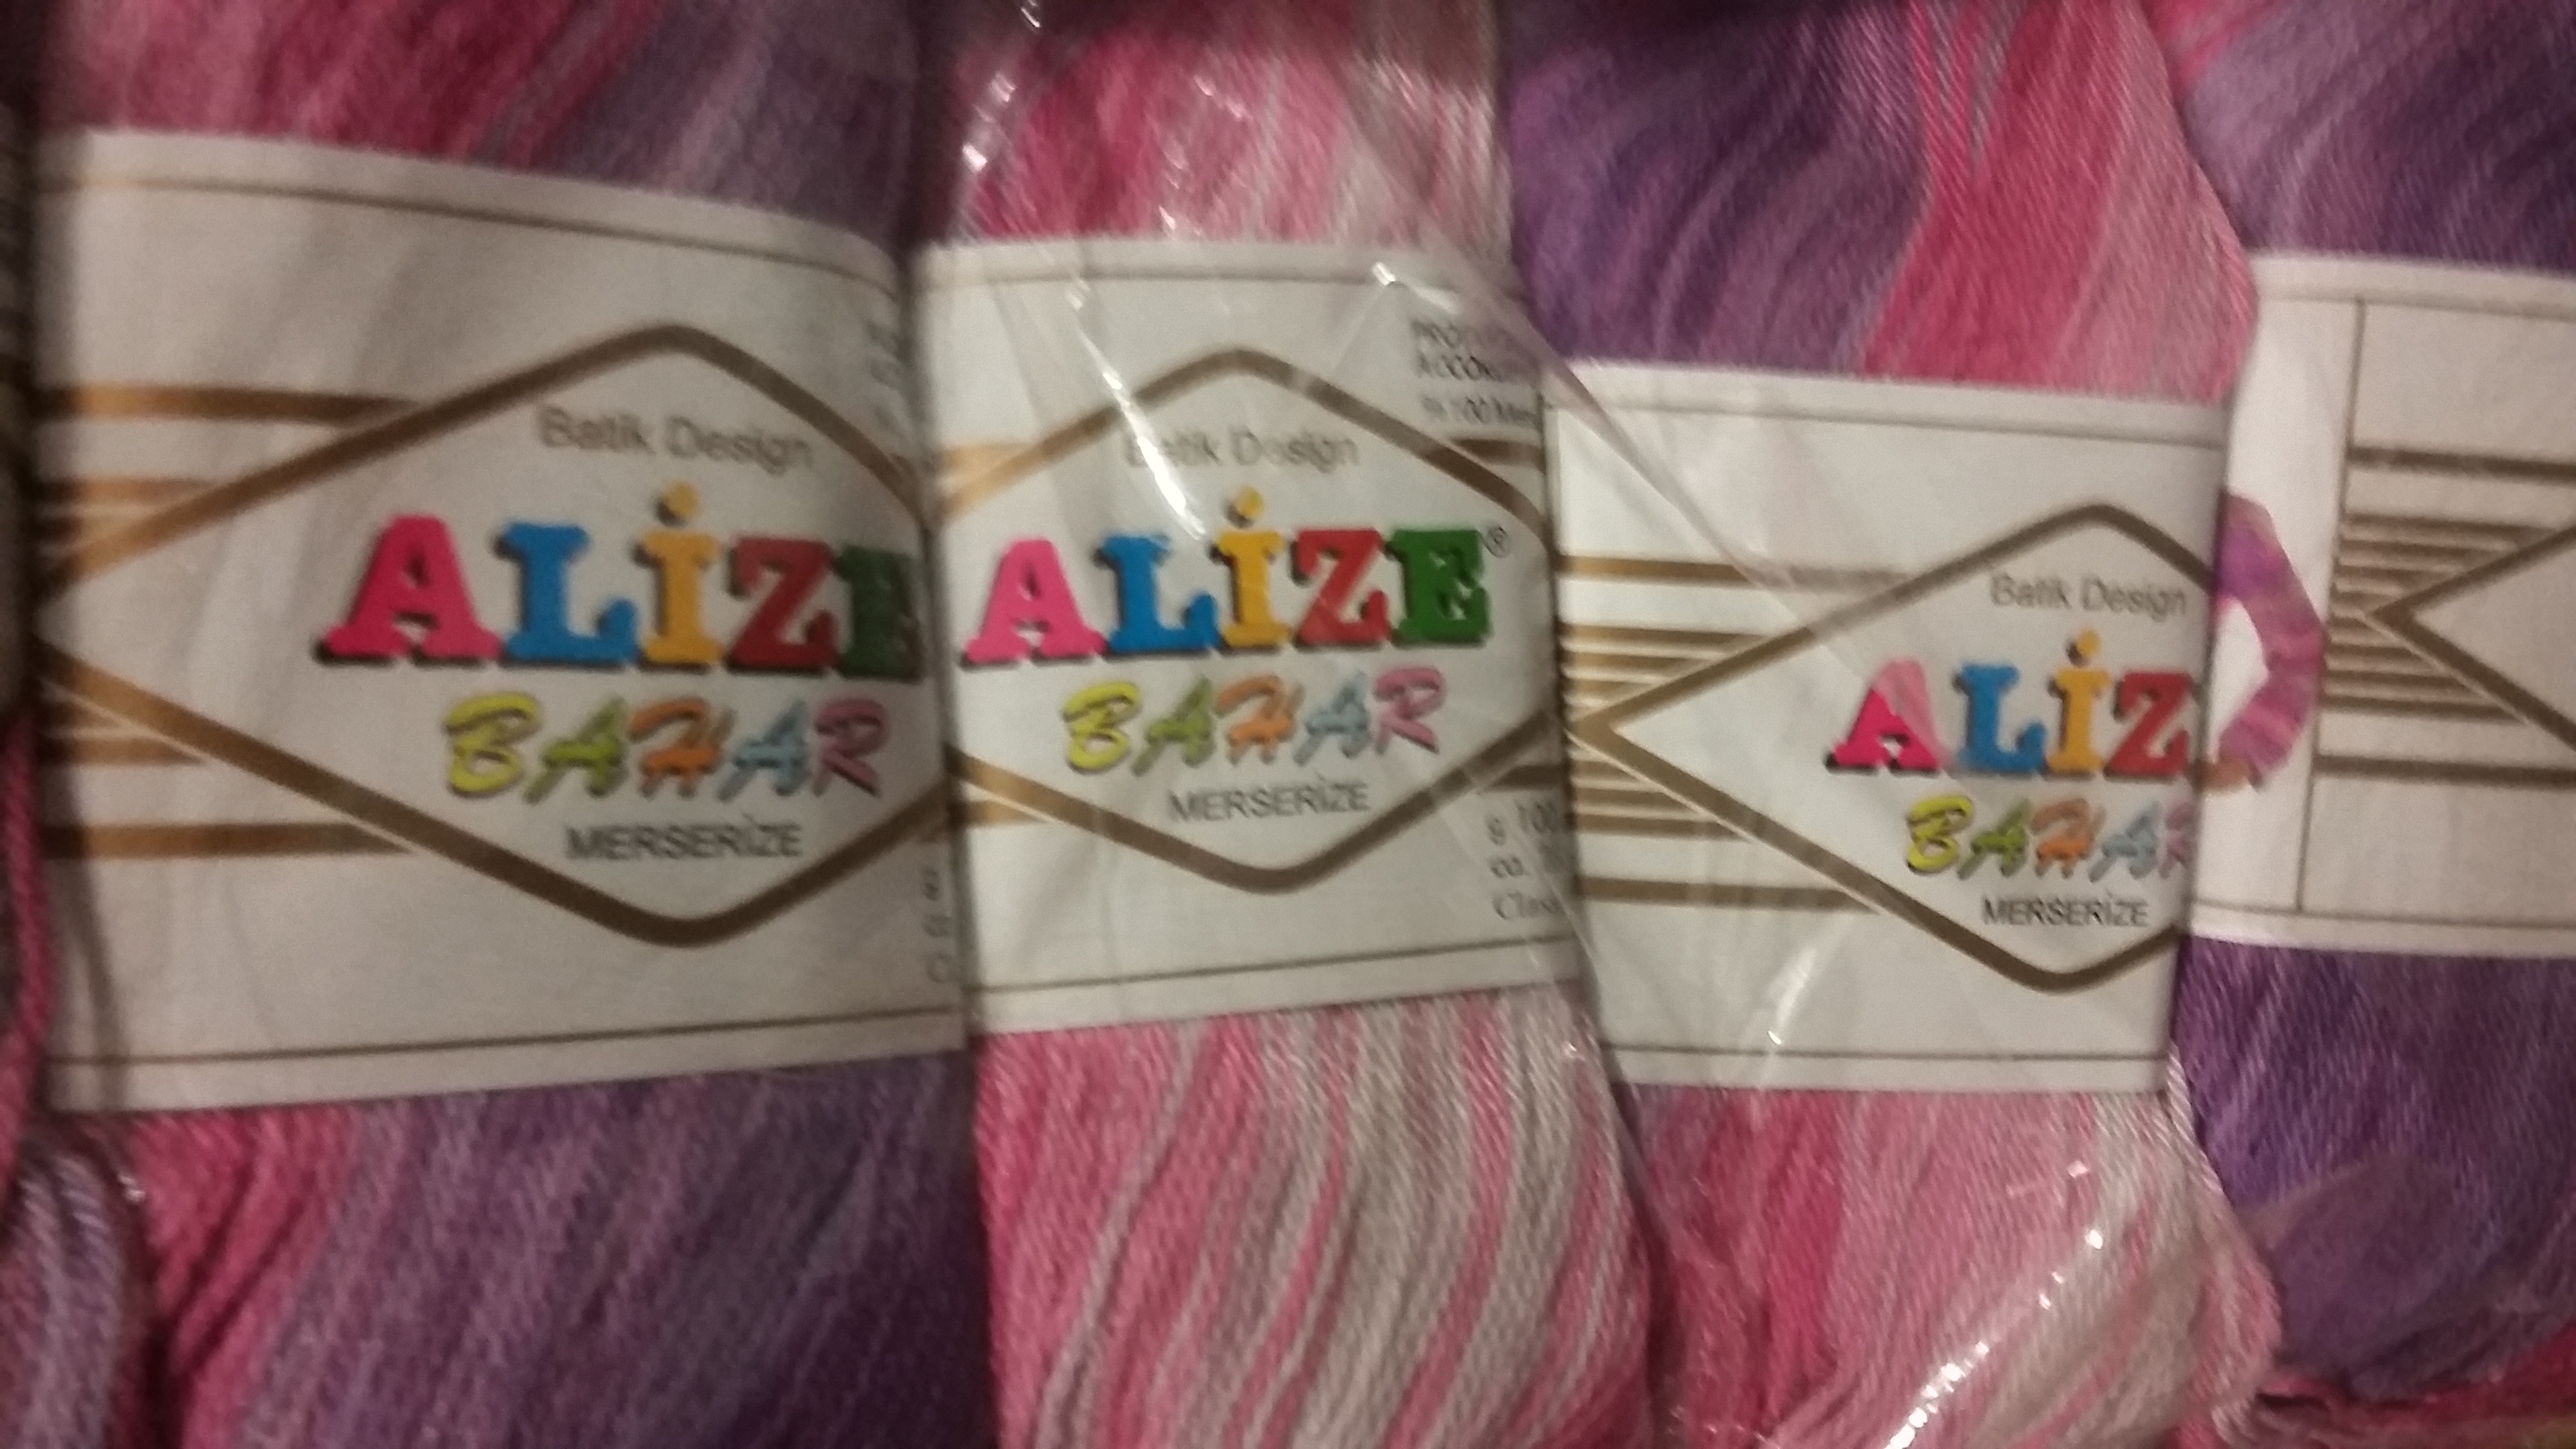 Batik Design
ALİZE
BAHAR
MERSERİZE
Batik Design
ALİZE®
BAHAR
MERSERİZE
Batik Design
ALİZ
BAHAR
MERSERİZE